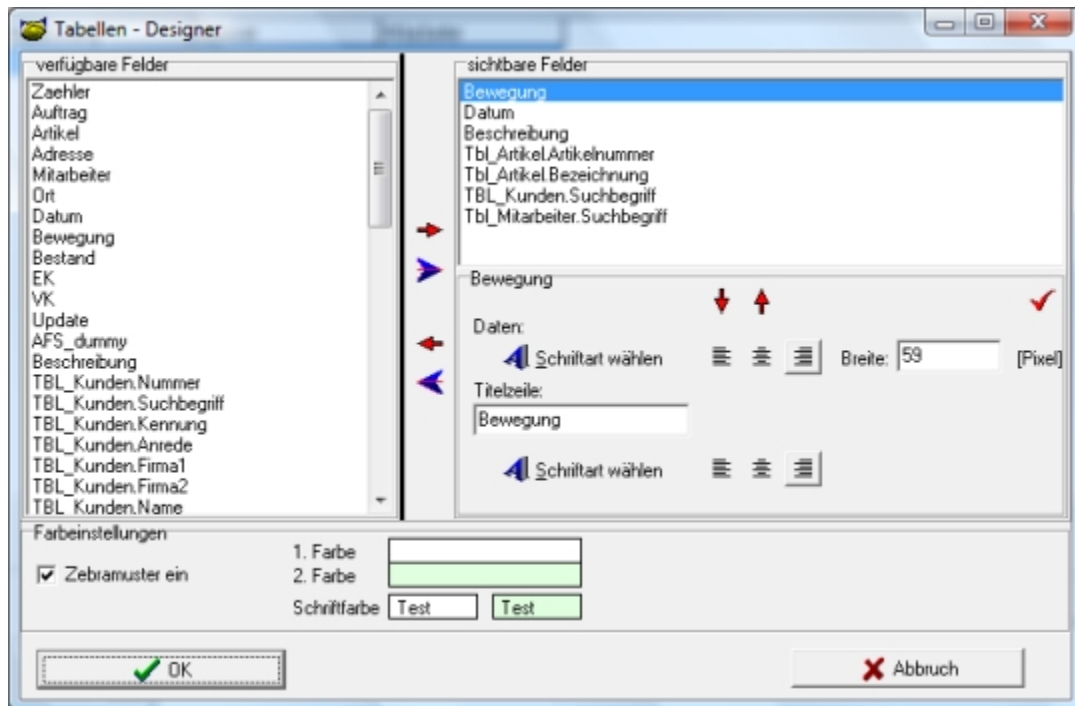 Tabellen - Designer
verfügbare Felder
Zaehler
Auftrag
Artikel
Adresse
Mitarbeiter
Ort
Datum
Bewegung
Bestand
EK
VK
Update
AFS_dummy
Beschreibung
TBL_Kunden.Nummer
TBL_Kunden.Suchbegriff
TBL_Kunden.Kennung
TBL_Kunden.Anrede
TBL_Kunden.Firma1
TBL_Kunden.Firma2
TBL_Kunden.Name
sichtbare Felder
Bewegung
Datum
Beschreibung
Tbl_Artikel.Artikelnummer
Tbl_Artikel.Bezeichnung
TBL_Kunden.Suchbegriff
Tbl_Mitarbeiter.Suchbegriff
Bewegung
Daten:
Schriftart wählen Breite: 59 [Pixel]
Titelzeile:
Bewegung
Schriftart wählen
Farbeinstellungen
Zebramuster ein
1. Farbe
2. Farbe
Schriftfarbe Test Test
OK Abbruch